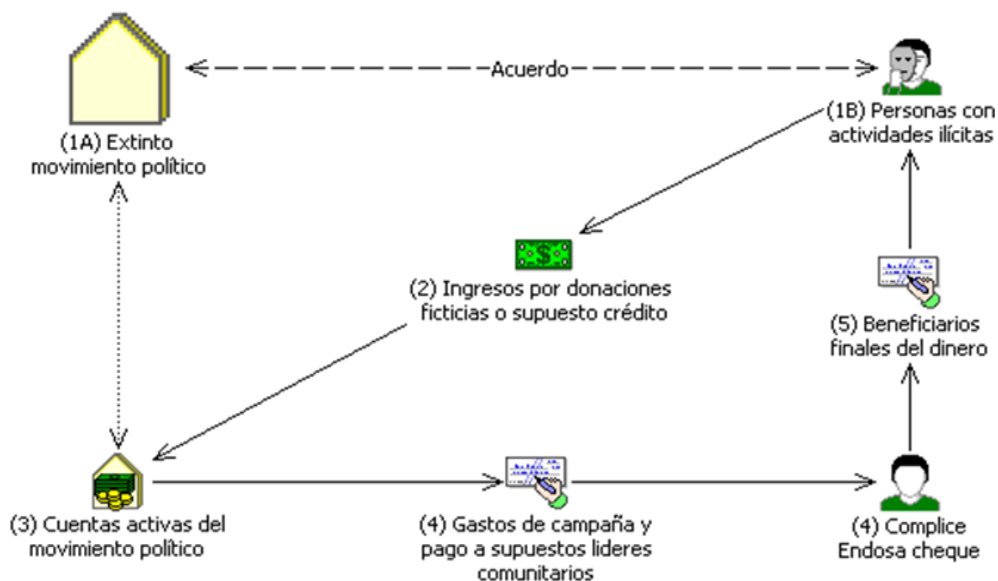 Acuerdo
(1A) Extinto
movimiento político
(1B) Personas con
actividades ilícitas
(2) Ingresos por donaciones
ficticias o supuesto crédito
(5) Beneficiarios
finales del dinero
(3) Cuentas activas del
movimiento político
(4) Gastos de campaña y
pago a supuestos lideres
comunitarios
(4) Complice
Endosa cheque